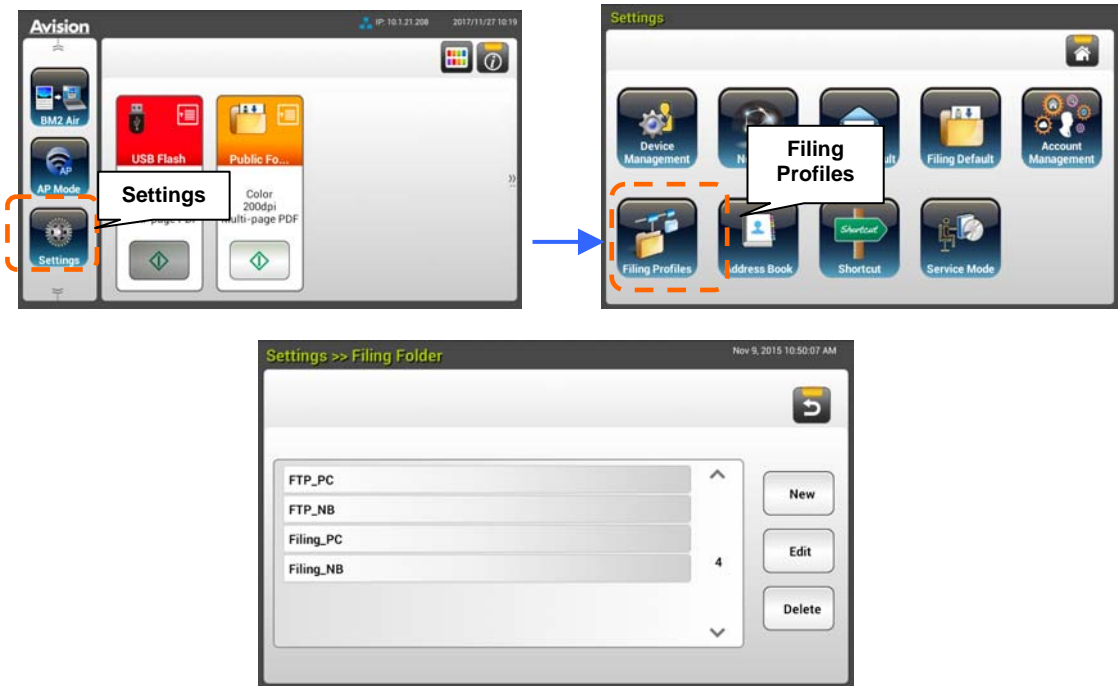 Avision
IP: 10.1.21.208 2017/11/27 10:19
BM2 Air
AP
AP Mode
Settings
USB Flash
Public Fo...
Color
200dpi
Multi-page PDF
Settings
Settings
Device
Management
Filing Default
Account
Management
Filing
Profiles
Filing Profiles
Address Book
Shortcut
Shortcut
Service Mode
Settings >> Filing Folder
Nov 9, 2015 10:50:07 AM
FTP_PC
FTP_NB
Filing_PC
Filing_NB
4
New
Edit
Delete